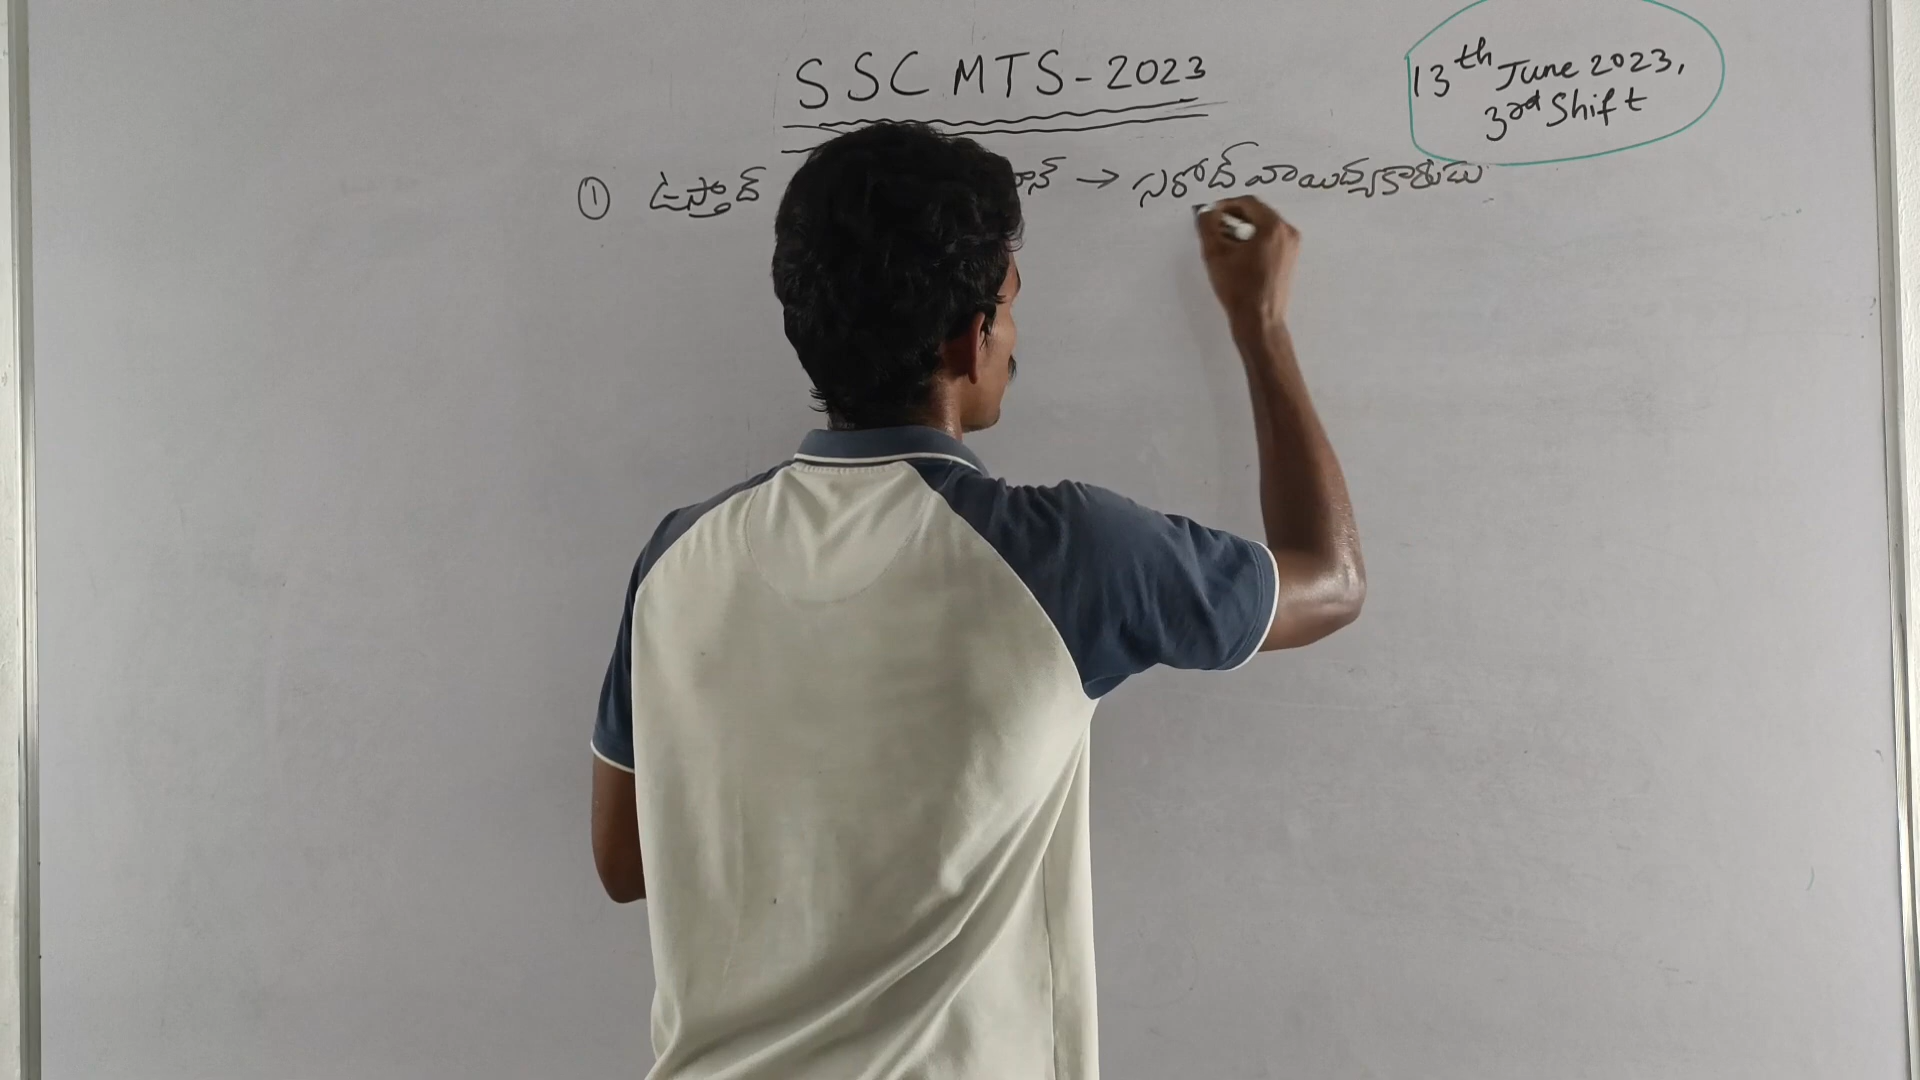 SSC MTS-2023
13th June 2023,
3rd Shift
① ఉస్తాద్ → సరోద్ వాయిద్యకారుడు